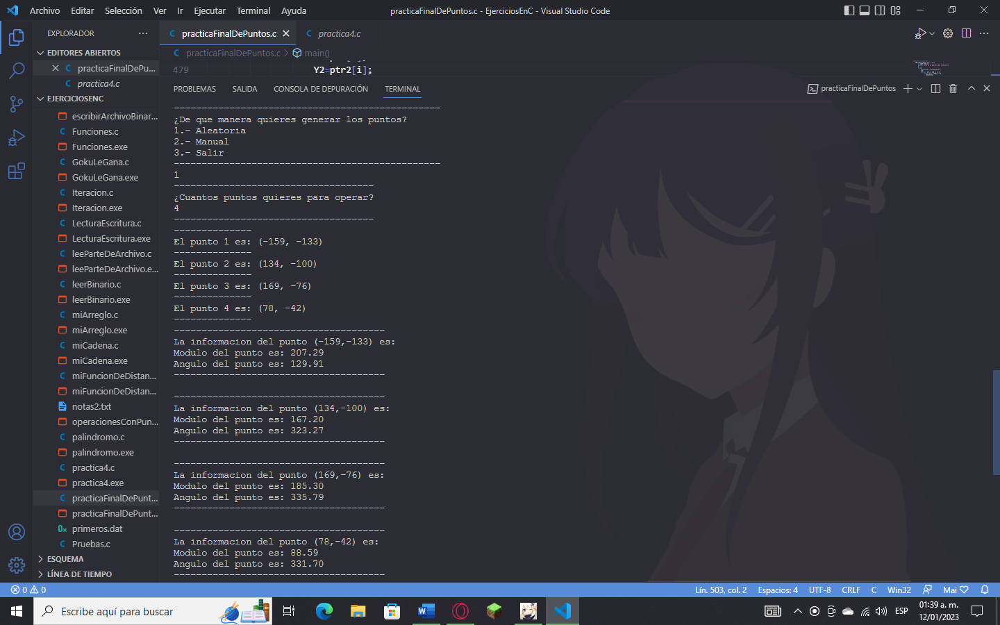 Archivo Editar Selección Ver Ir Ejecutar Terminal Ayuda practicaFinalDePuntos.c - EjerciciosEnC - Visual Studio Code
EXPLORADOR
EDITORES ABIERTOS
practicaFinalDePu...
practica4.c
EJERCICIOSENC
escribirArchivoBinar...
Funciones.c
Funciones.exe
GokuLeGana.c
GokuLeGana.exe
Iteracion.c
Iteracion.exe
LecturaEscritura.c
LecturaEscritura.exe
leeParteDeArchivo.c
leeParteDeArchivo.e...
leerBinario.c
leerBinario.exe
miArreglo.c
miArreglo.exe
miCadena.c
miCadena.exe
miFuncionDeDistan...
miFuncionDeDistan...
notas2.txt
operacionesConPun...
palindromo.c
palindromo.exe
practica4.c
practica4.exe
practicaFinalDePunt...
practicaFinalDePunt...
primeros.dat
Pruebas.c
ESQUEMA
LÍNEA DE TIEMPO
practicaFinalDePuntos.c practica4.c
practicaFinalDePuntos.c > main()
479 Y2=ptr2[i];
PROBLEMAS SALIDA CONSOLA DE DEPURACIÓN TERMINAL practicaFinalDePuntos
------------------------------------------------
¿De que manera quieres generar los puntos?
1.- Aleatoria
2.- Manual
3.- Salir
------------------------------------------------
1
------------------------------------
¿Cuantos puntos quieres para operar?
4
------------------------------------
--------------
El punto 1 es: (-159, -133)
--------------
El punto 2 es: (134, -100)
--------------
El punto 3 es: (169, -76)
--------------
El punto 4 es: (78, -42)
--------------
--------------------------------------
La informacion del punto (-159,-133) es:
Modulo del punto es: 207.29
Angulo del punto es: 129.91
--------------------------------------
--------------------------------------
La informacion del punto (134,-100) es:
Modulo del punto es: 167.20
Angulo del punto es: 323.27
--------------------------------------
--------------------------------------
La informacion del punto (169,-76) es:
Modulo del punto es: 185.30
Angulo del punto es: 335.79
--------------------------------------
--------------------------------------
La informacion del punto (78,-42) es:
Modulo del punto es: 88.59
Angulo del punto es: 331.70
--------------------------------------
0 0 Lín. 503, col. 2 Espacios: 4 UTF-8 CRLF C Win32 Mai
Escribe aquí para buscar
ESP
01:39 a. m.
12/01/2023